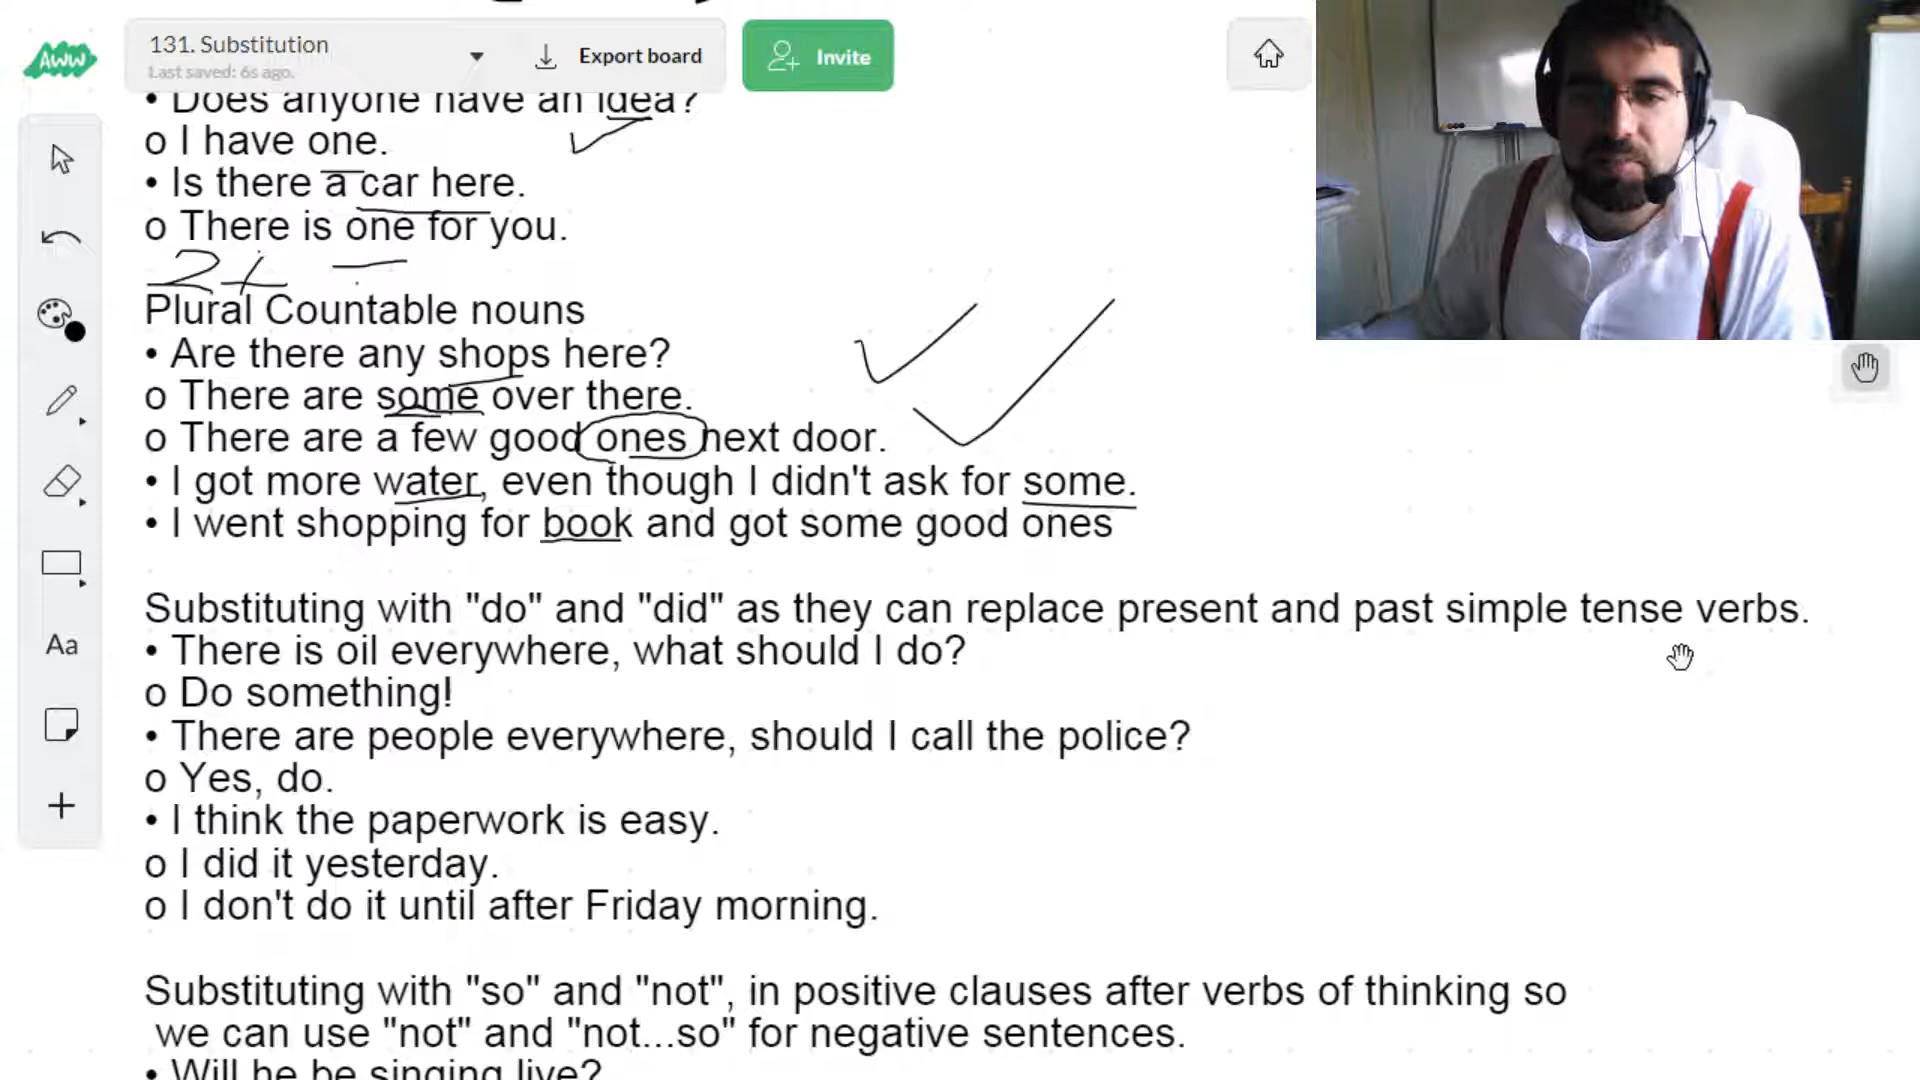 AWW
131. Substitution
Last saved: 6s ago.
Export board
Invite
• Does anyone have an idea?
o I have one.
• Is there a car here.
o There is one for you.
2+
Plural Countable nouns
• Are there any shops here?
o There are some over there.
o There are a few good ones next door.
• I got more water, even though I didn't ask for some.
• I went shopping for book and got some good ones
Substituting with "do" and "did" as they can replace present and past simple tense verbs.
• There is oil everywhere, what should I do?
o Do something!
• There are people everywhere, should I call the police?
o Yes, do.
• I think the paperwork is easy.
o I did it yesterday.
o I don't do it until after Friday morning.
Substituting with "so" and "not", in positive clauses after verbs of thinking so
we can use "not" and "not...so" for negative sentences.
• Will he be singing live?
Aa